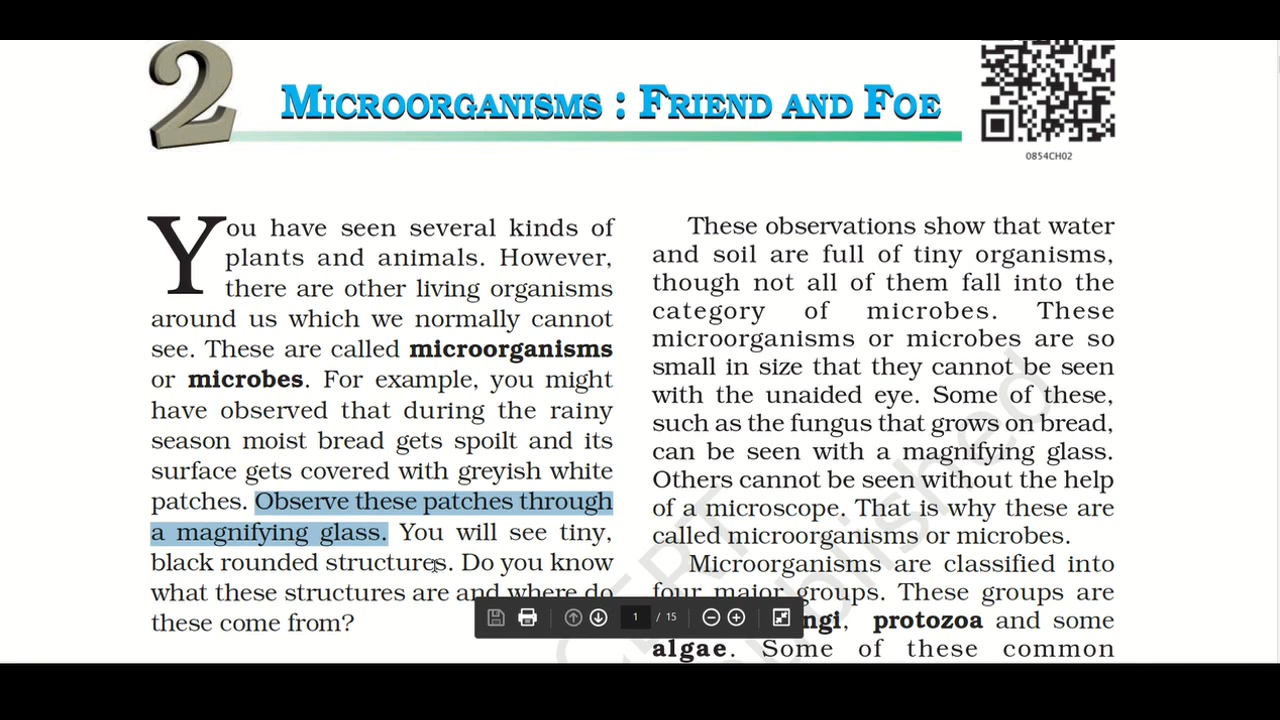 2
MICROORGANISMS : FRIEND AND FOE
0854CH02
You have seen several kinds of
plants and animals. However,
there are other living organisms
around us which we normally cannot
see. These are called microorganisms
or microbes. For example, you might
have observed that during the rainy
season moist bread gets spoilt and its
surface gets covered with greyish white
patches. Observe these patches through
a magnifying glass. You will see tiny,
black rounded structures. Do you know
what these structures are and where do
these come from?
These observations show that water
and soil are full of tiny organisms,
though not all of them fall into the
category of microbes. These
microorganisms or microbes are so
small in size that they cannot be seen
with the unaided eye. Some of these,
such as the fungus that grows on bread,
can be seen with a magnifying glass.
Others cannot be seen without the help
of a microscope. That is why these are
called microorganisms or microbes.
Microorganisms are classified into
four major groups. These groups are
protozoa and some
algae. Some of these common
1 / 15